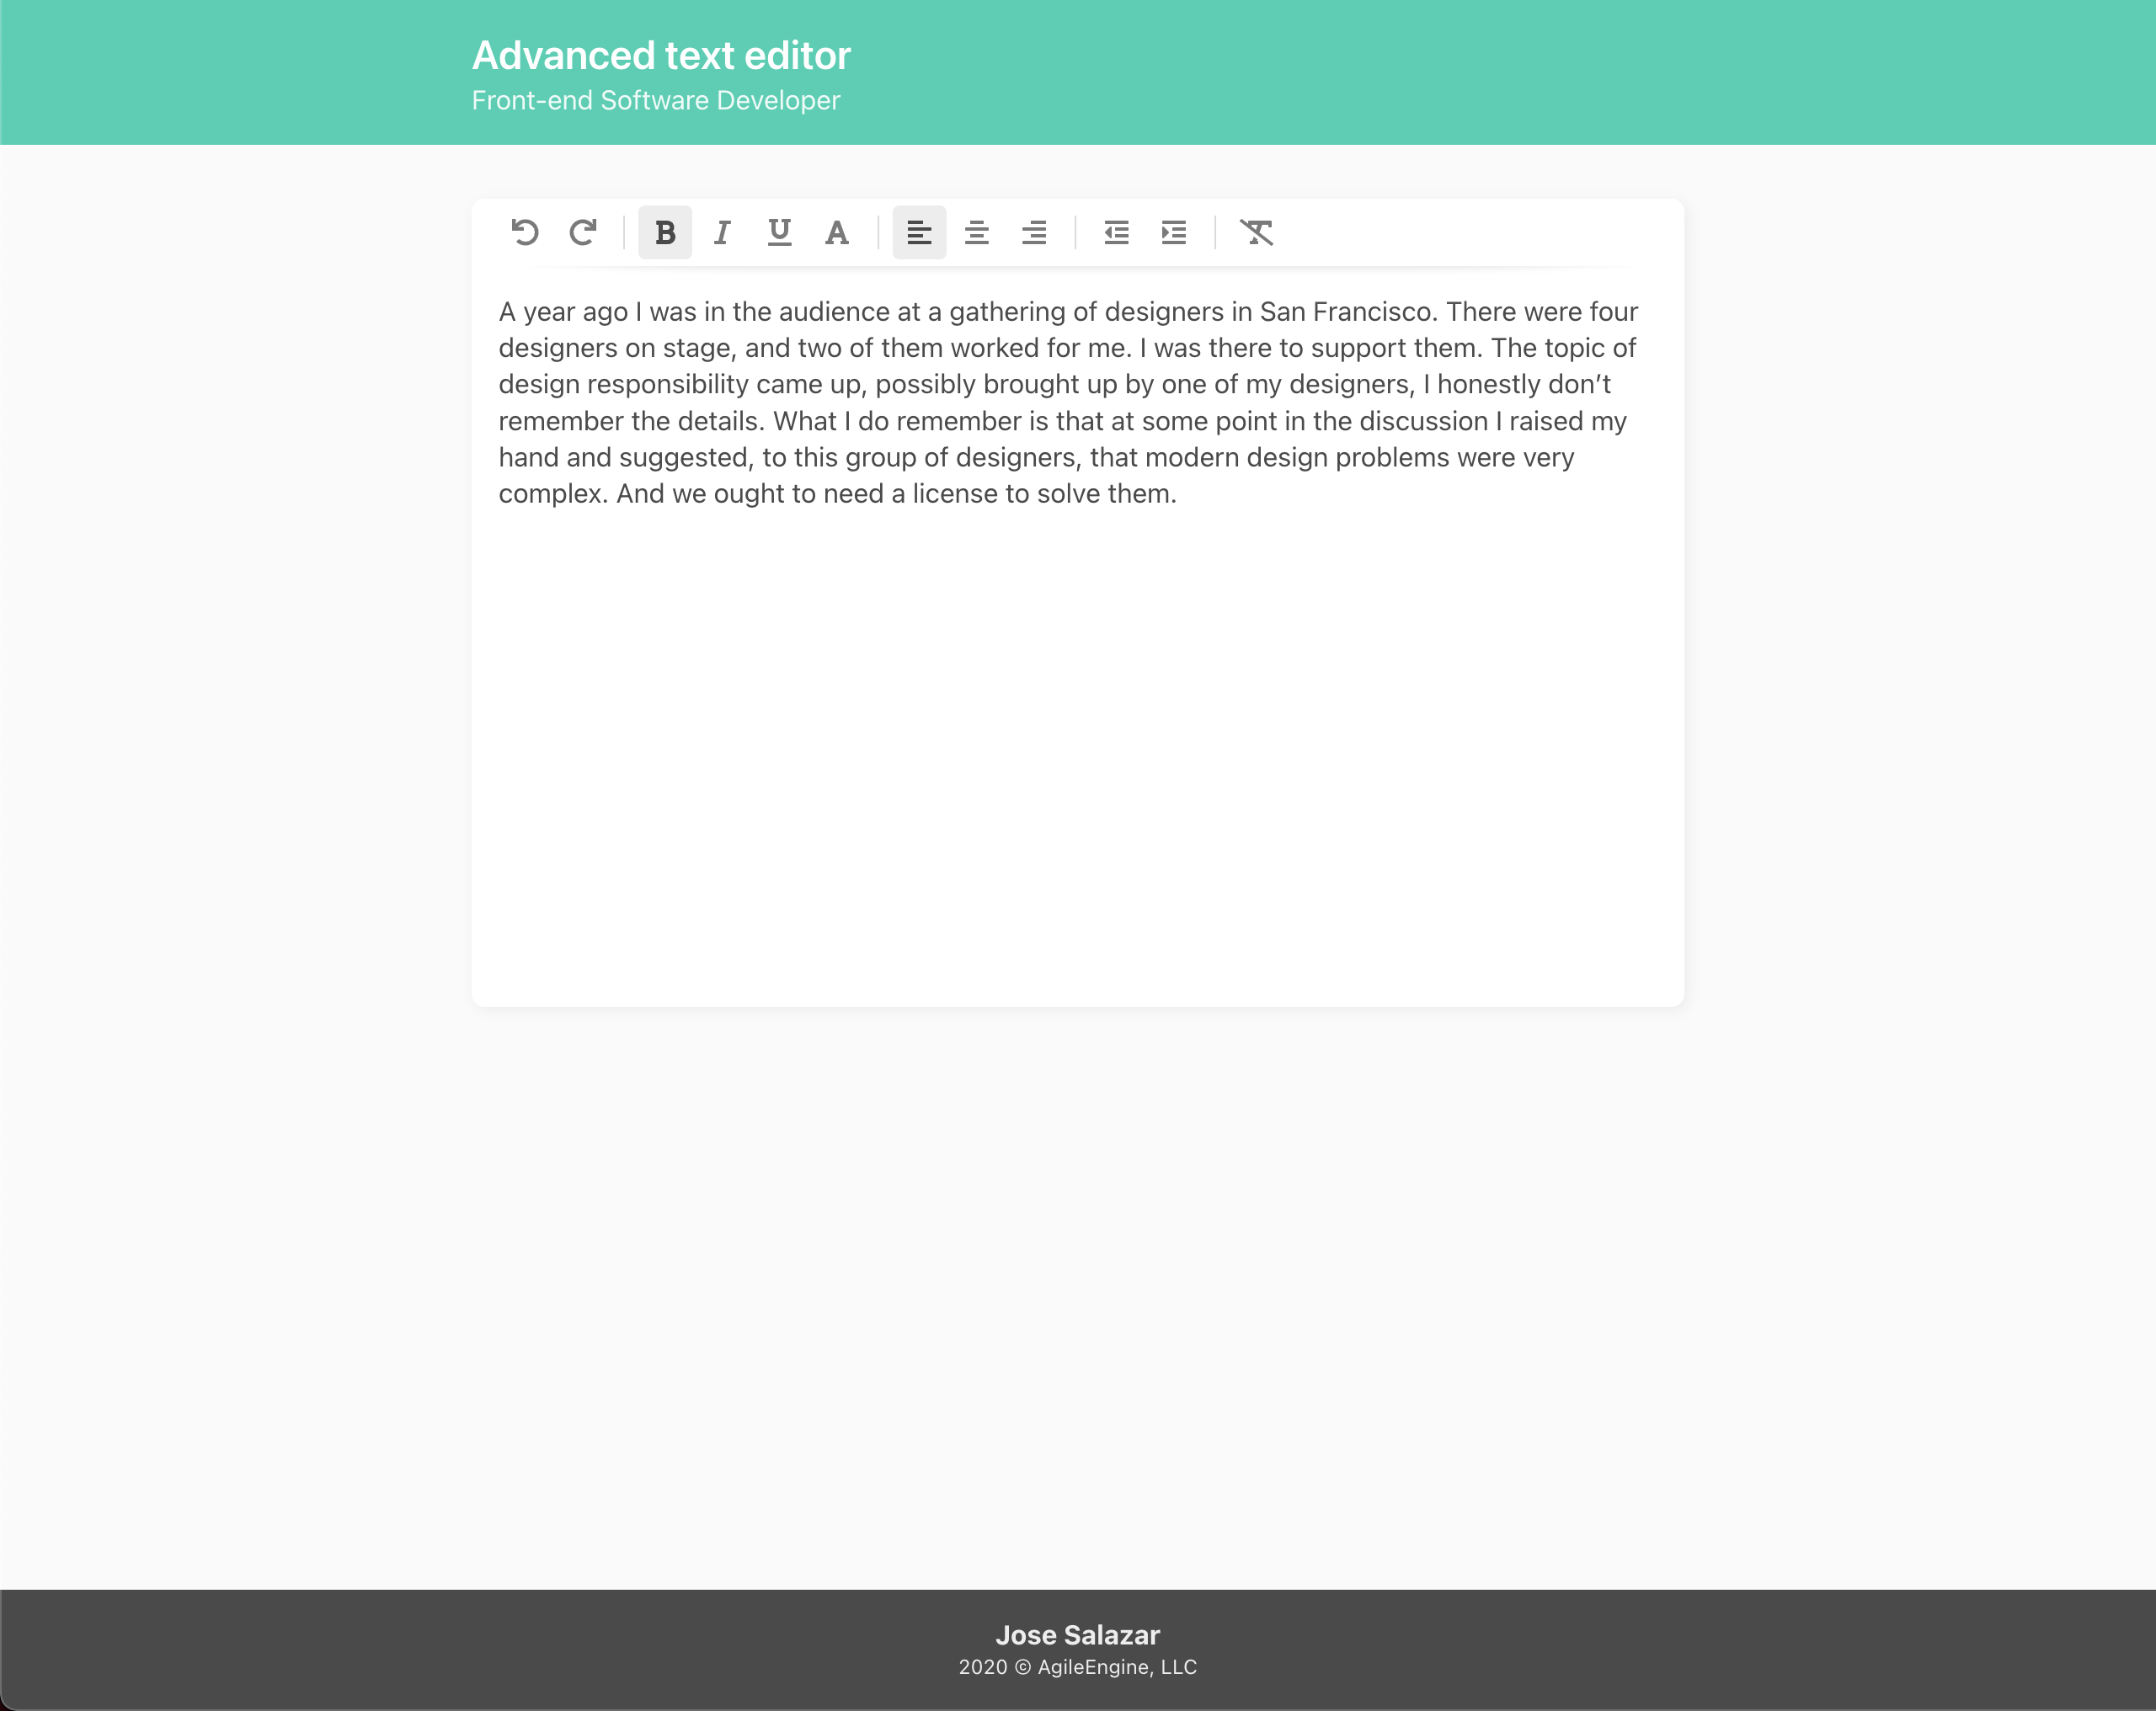 Advanced text editor
Front-end Software Developer
B I U A
A year ago I was in the audience at a gathering of designers in San Francisco. There were four
designers on stage, and two of them worked for me. I was there to support them. The topic of
design responsibility came up, possibly brought up by one of my designers, I honestly don’t
remember the details. What I do remember is that at some point in the discussion I raised my
hand and suggested, to this group of designers, that modern design problems were very
complex. And we ought to need a license to solve them.
Jose Salazar
2020 © AgileEngine, LLC